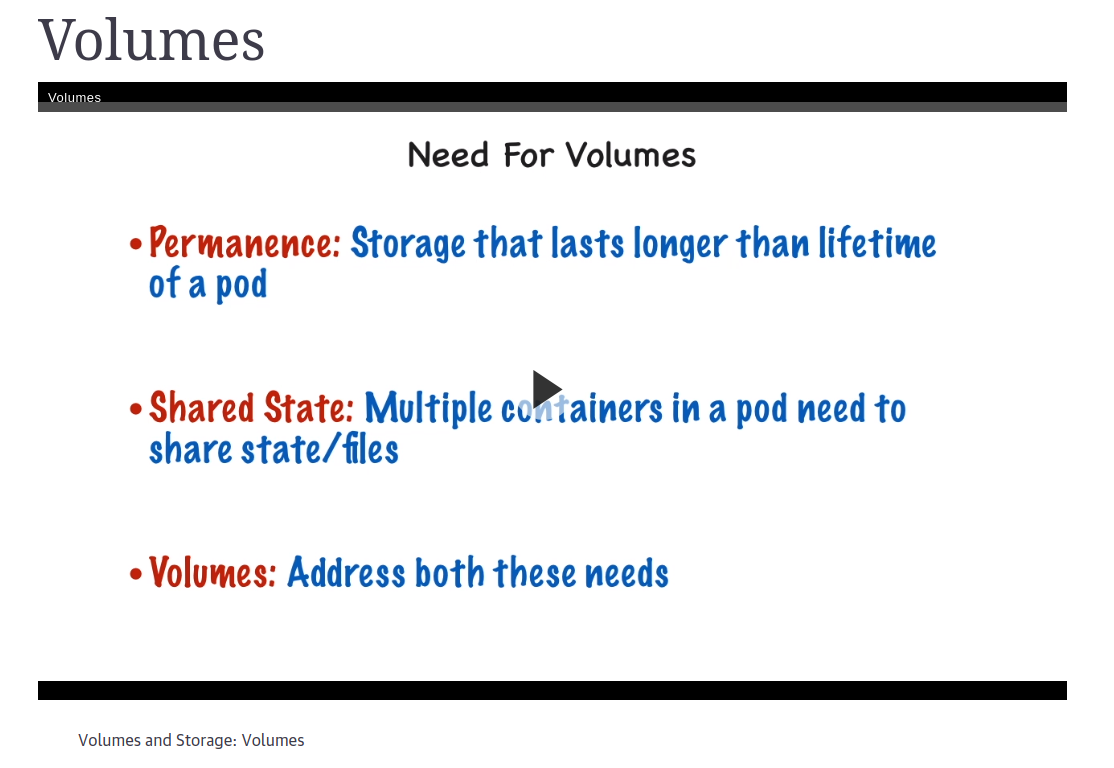 Volumes
Volumes
Need For Volumes
• Permanence: Storage that lasts longer than lifetime
of a pod
• Shared State: Multiple containers in a pod need to
share state/files
• Volumes: Address both these needs
Volumes and Storage: Volumes